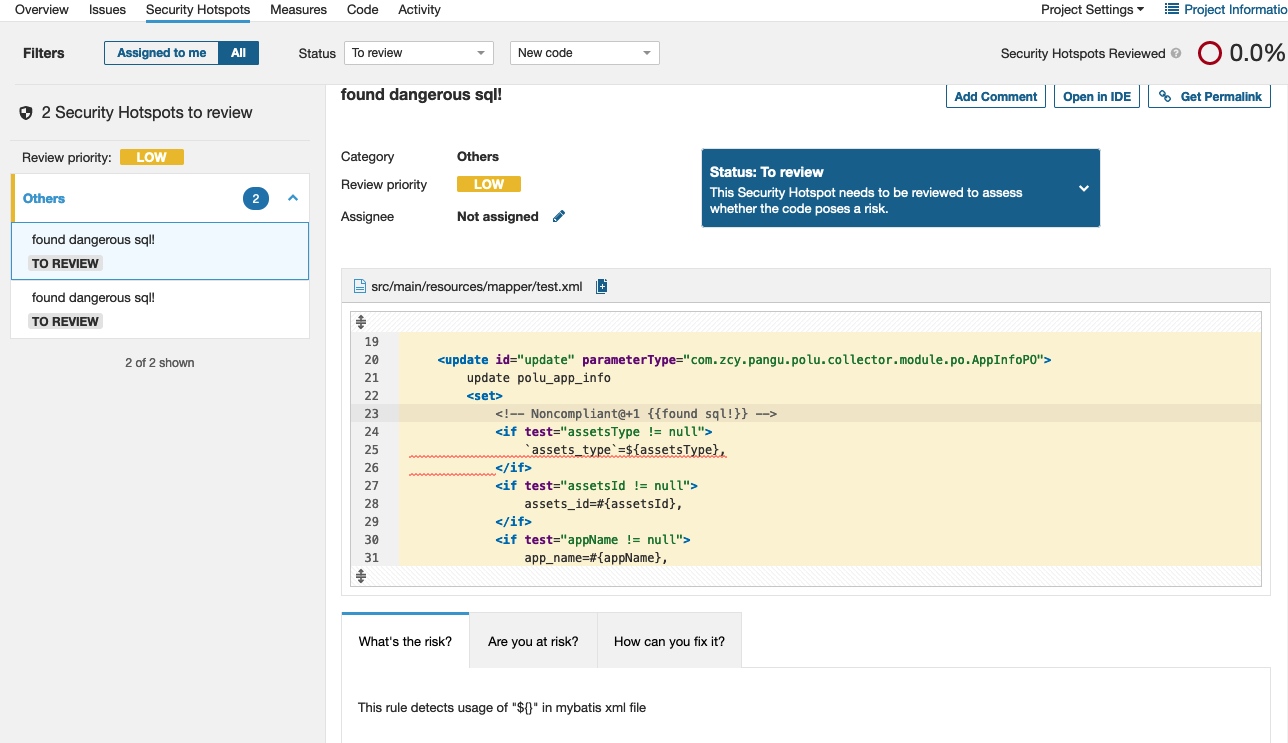 Overview Issues Security Hotspots Measures Code Activity Project Settings Project Informatio
Filters Assigned to me All Status To review New code Security Hotspots Reviewed 0.0%
2 Security Hotspots to review
Review priority: LOW
Others 2
found dangerous sql!
TO REVIEW
found dangerous sql!
TO REVIEW
2 of 2 shown
found dangerous sql!
Add Comment Open in IDE Get Permalink
Category Others
Review priority LOW
Assignee Not assigned
Status: To review
This Security Hotspot needs to be reviewed to assess
whether the code poses a risk.
src/main/resources/mapper/test.xml
19
20 <update id="update" parameterType="com.zcy.pangu.polu.collector.module.po.AppInfoPO">
21 update polu_app_info
22 <set>
23 <!-- Noncompliant@+1 {{found sql!}} -->
24 <if test="assetsType != null">
25 `assets_type`=${assetsType},
26 </if>
27 <if test="assetsId != null">
28 assets_id=#{assetsId},
29 </if>
30 <if test="appName != null">
31 app_name=#{appName},
What's the risk? Are you at risk? How can you fix it?
This rule detects usage of "${}" in mybatis xml file